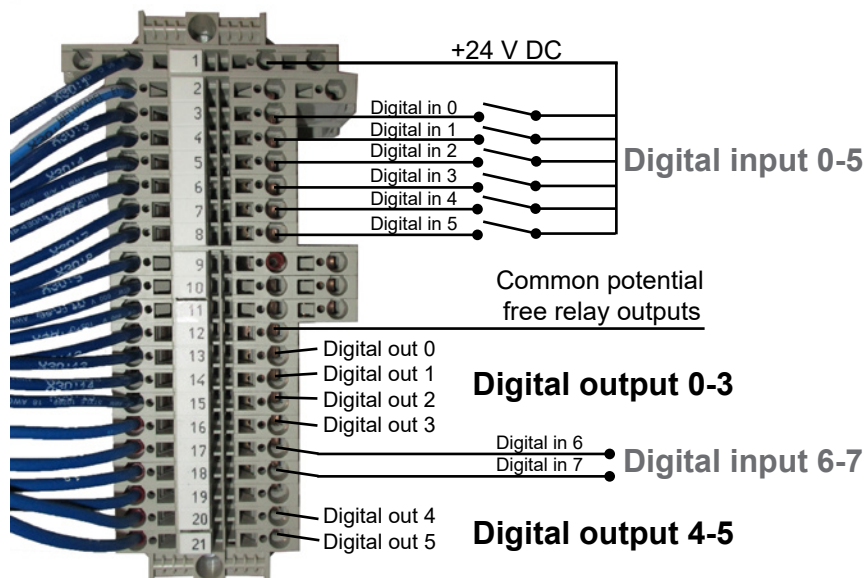 +24 V DC
1
2
3
4
5
6
7
8
9
10
11
12
13
14
15
16
17
18
19
20
21
Digital in 0
Digital in 1
Digital in 2
Digital in 3
Digital in 4
Digital in 5
Digital input 0-5
Common potential
free relay outputs
Digital out 0
Digital out 1
Digital out 2
Digital out 3
Digital output 0-3
Digital in 6
Digital in 7
Digital input 6-7
Digital out 4
Digital out 5
Digital output 4-5